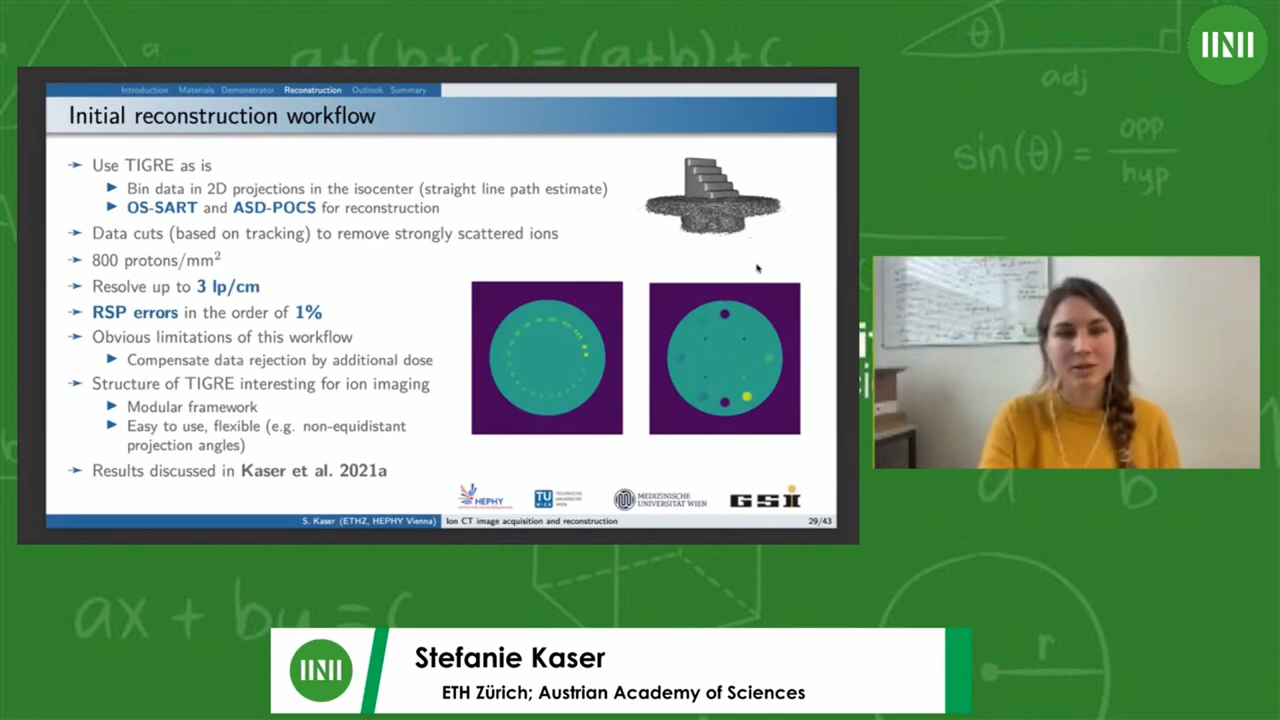 a+(b+c)=(a+b)+c
a
θ
adj
sin(θ) = opp
hyp
Introduction Materials Demonstrator Reconstruction Outlook Summary
Initial reconstruction workflow
Use TIGRE as is
Bin data in 2D projections in the isocenter (straight line path estimate)
OS-SART and ASD-POCS for reconstruction
Data cuts (based on tracking) to remove strongly scattered ions
800 protons/mm²
Resolve up to 3 lp/cm
RSP errors in the order of 1%
Obvious limitations of this workflow
Compensate data rejection by additional dose
Structure of TIGRE interesting for ion imaging
Modular framework
Easy to use, flexible (e.g. non-equidistant
projection angles)
Results discussed in Kaser et al. 2021a
HEPHY
TU
WIEN
TECHNISCHE
UNIVERSITÄT
WIEN
MEDIZINISCHE
UNIVERSITÄT WIEN
GSI
S. Kaser (ETHZ, HEPHY Vienna) Ion CT image acquisition and reconstruction 29/43
a b
ax + by = c
r
Stefanie Kaser
ETH Zürich; Austrian Academy of Sciences